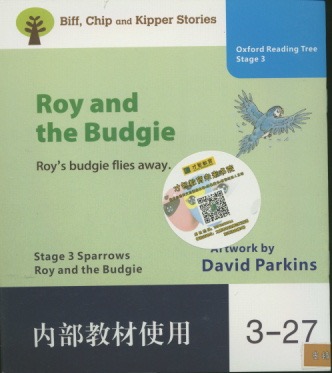 Biff, Chip and Kipper Stories
Oxford Reading Tree
Stage 3
Roy and
the Budgie
Roy's budgie flies away.
Stage 3 Sparrows
Roy and the Budgie
Artwork by
David Parkins
内部教材使用
3-27